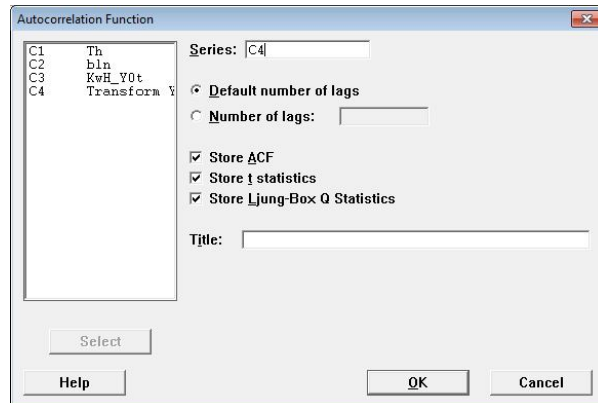 Autocorrelation Function
C1 Th
C2 bln
C3 KwH_Y0t
C4 Transform Y
Series: C4
Default number of lags
Number of lags:
Store ACF
Store t statistics
Store Ljung-Box Q Statistics
Title:
Select
Help
OK
Cancel